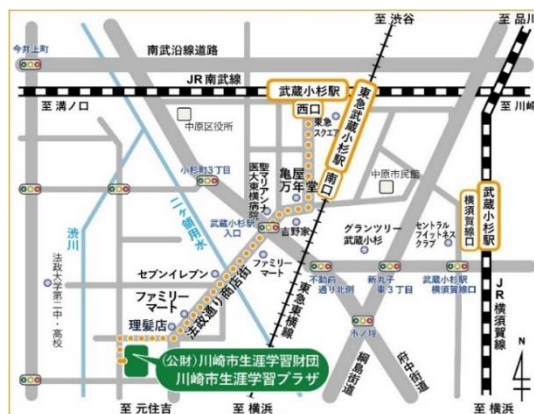 至 渋谷
至 品川
今井上町
南武沿線道路
JR南武線
武蔵小杉駅
西口
至 溝ノ口
至 川崎
東急
スクエア
東急武蔵小杉駅
南口
中原区役所
小杉町3丁目
聖マリアンナ
医大東横病院
亀屋
万年堂
中原市民館
武蔵小杉駅
横須賀線口
武蔵小杉駅
入口
吉野家
グランツリー
武蔵小杉
セントラル
フィットネス
クラブ
二ヶ領用水
渋川
ファミリー
マート
セブンイレブン
法政通り商店街
不動前
通り北側
新丸子
東3丁目
武蔵小杉駅
横須賀線口
法政大学第二中・高校
ファミリー
マート
理髪店
東急東横線
市ノ坪
JR横須賀線
綱島街道
府中街道
(公財)川崎市生涯学習財団
川崎市生涯学習プラザ
N
至 元住吉
至 横浜
至 横浜